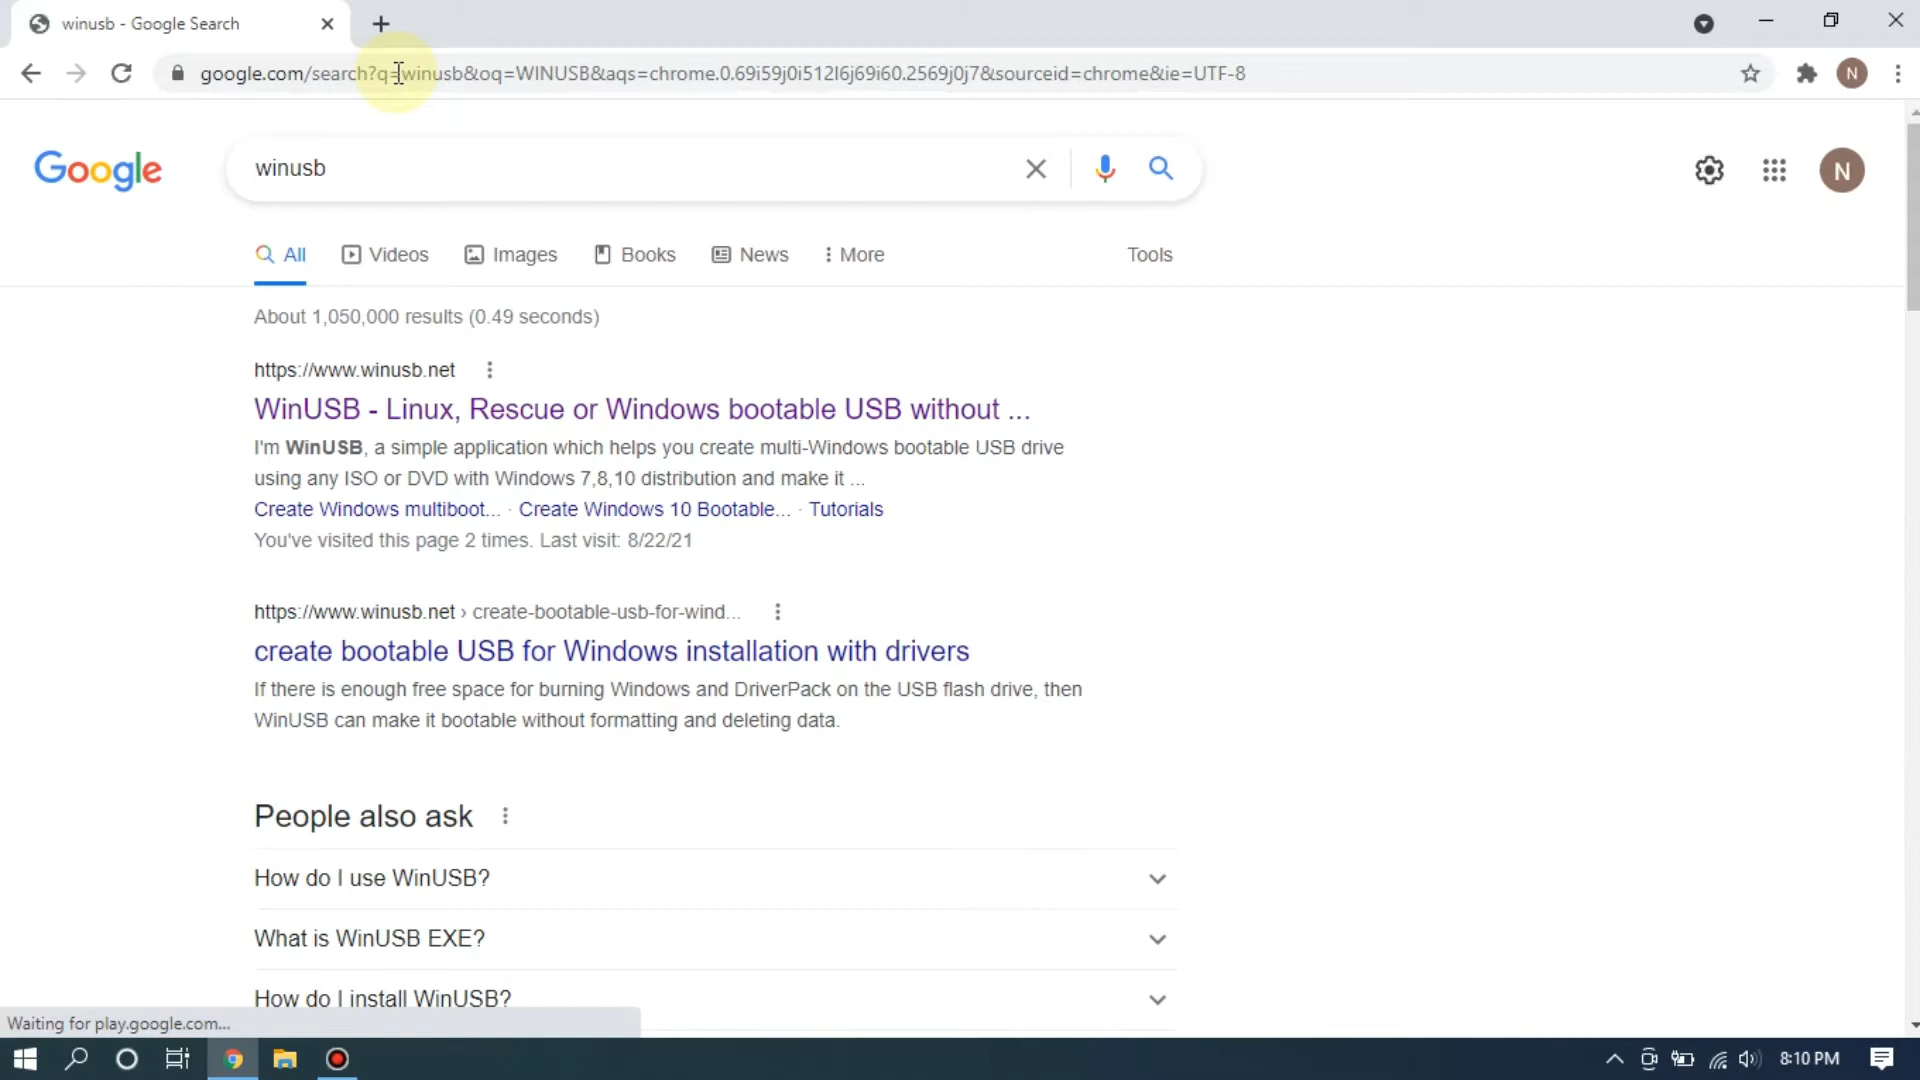 winusb - Google Search
google.com/search?q=winusb&oq=WINUSB&aqs=chrome.0.69i59j0i512l6j69i60.2569j0j7&sourceid=chrome&ie=UTF-8
N
Google
winusb
N
All
Videos
Images
Books
News
More
Tools
About 1,050,000 results (0.49 seconds)
https://www.winusb.net
WinUSB - Linux, Rescue or Windows bootable USB without ...
I'm WinUSB, a simple application which helps you create multi-Windows bootable USB drive
using any ISO or DVD with Windows 7,8,10 distribution and make it ...
Create Windows multiboot... · Create Windows 10 Bootable... · Tutorials
You've visited this page 2 times. Last visit: 8/22/21
https://www.winusb.net › create-bootable-usb-for-wind...
create bootable USB for Windows installation with drivers
If there is enough free space for burning Windows and DriverPack on the USB flash drive, then
WinUSB can make it bootable without formatting and deleting data.
People also ask
How do I use WinUSB?
What is WinUSB EXE?
How do I install WinUSB?
Waiting for play.google.com...
8:10 PM